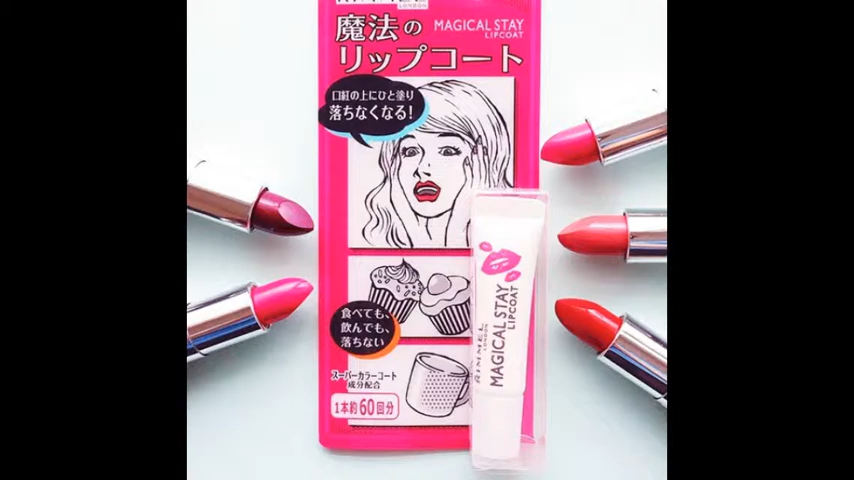 LONDON
魔法の
MAGICAL STAY
LIPCOAT
リップコート
口紅の上にひと塗り
落ちなくなる!
食べても、
飲んでも、
落ちない
スーパーカラーコート
成分配合
1本約60回分
RIMMEL
LONDON
MAGICAL STAY
LIPCOAT